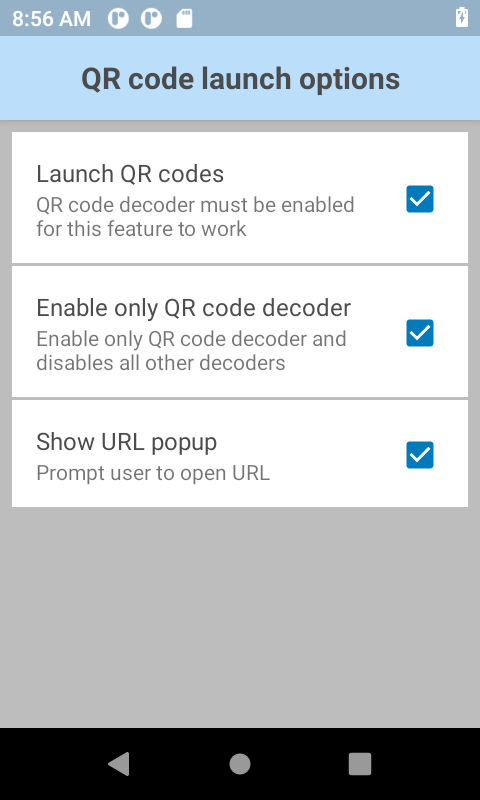 8:56 AM
QR code launch options
Launch QR codes
QR code decoder must be enabled
for this feature to work
Enable only QR code decoder
Enable only QR code decoder and
disables all other decoders
Show URL popup
Prompt user to open URL